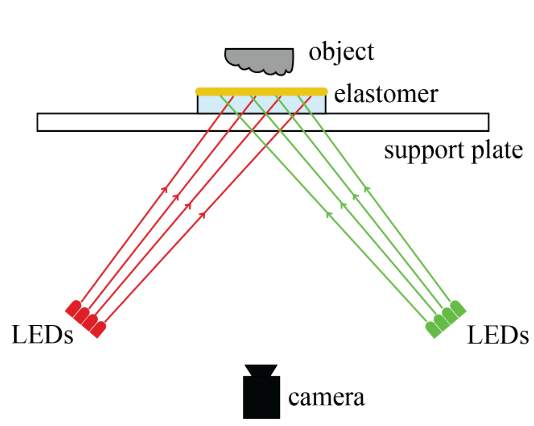 object
elastomer
support plate
LEDs
LEDs
camera